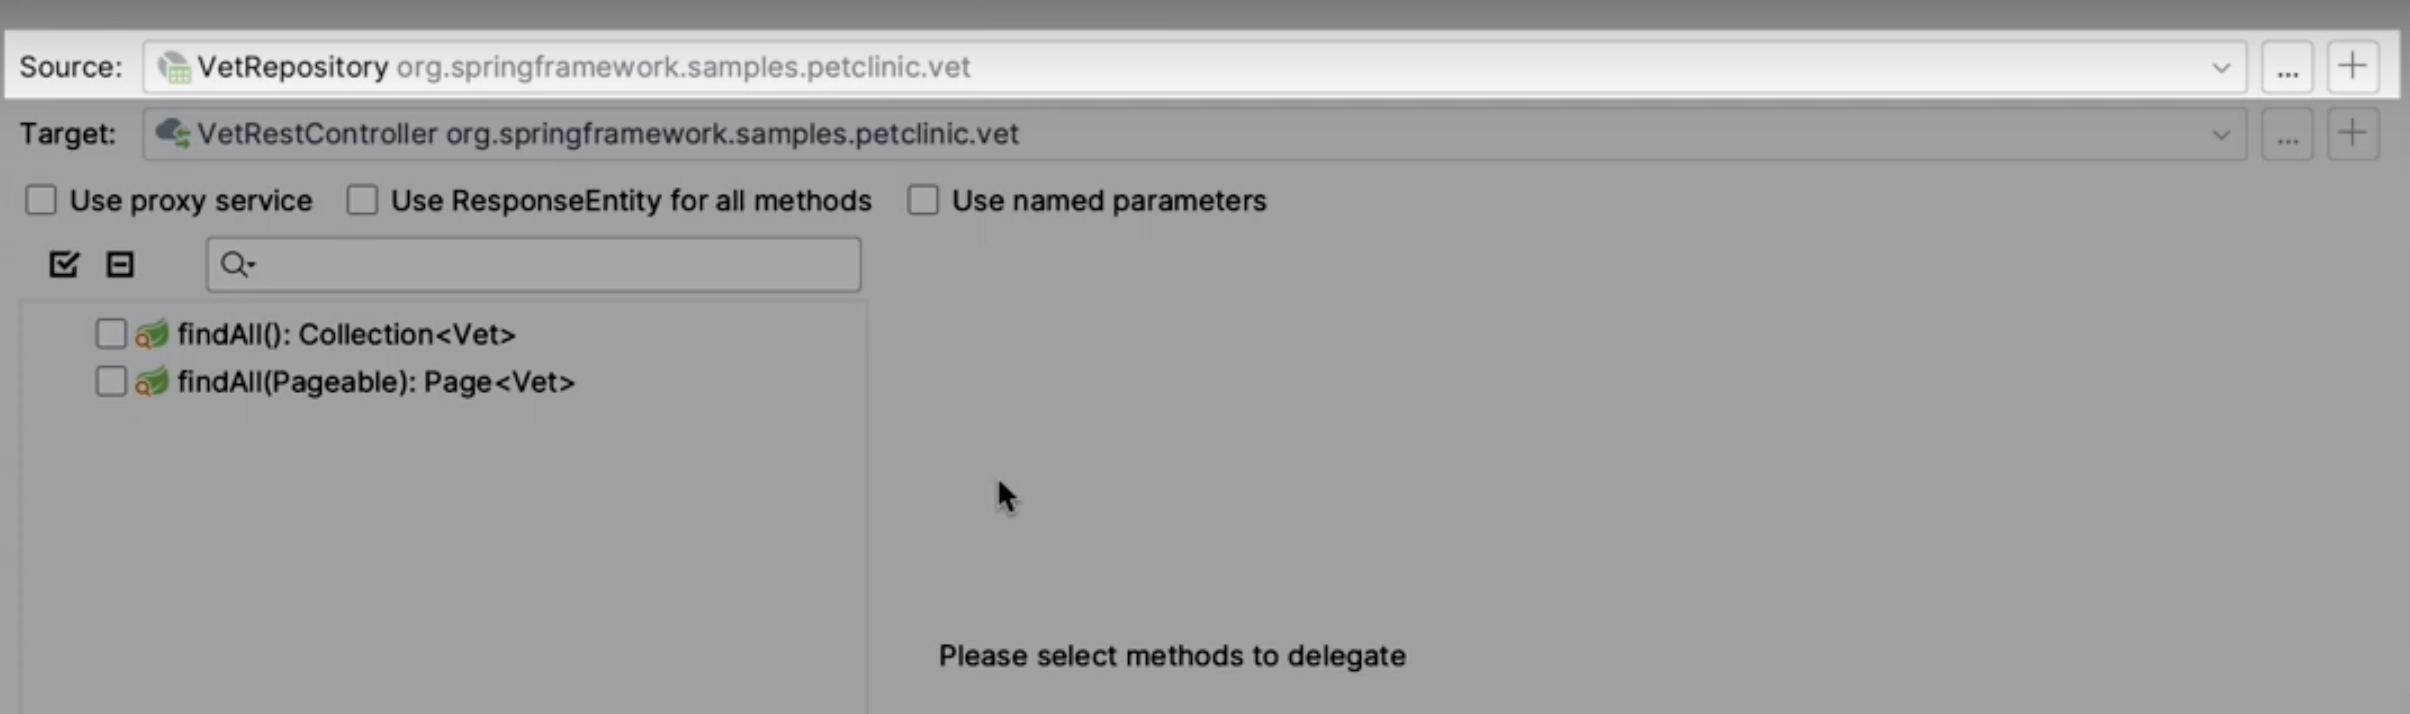 Source: VetRepository org.springframework.samples.petclinic.vet ... +
Target: VetRestController org.springframework.samples.petclinic.vet ... +
Use proxy service Use ResponseEntity for all methods Use named parameters
findAll(): Collection<Vet>
findAll(Pageable): Page<Vet>
Please select methods to delegate